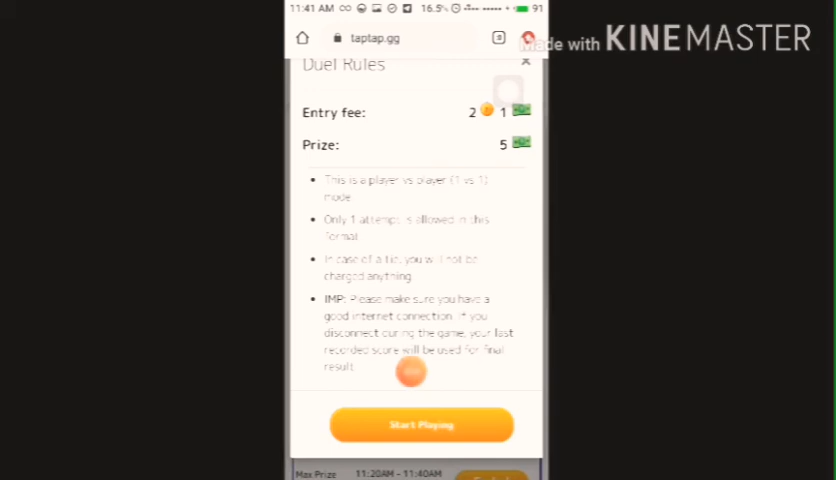 11:41 AM
16.5%
91
taptap.gg
:D
Made with KINEMASTER
Duel Rules
Entry fee: 2 1
Prize: 5
This is a player vs player (1 vs 1)
mode
Only 1 attempt is allowed in this
format
In case of a tie, you will not be
charged anything.
IMP: Please make sure you have a
good internet connection. If you
disconnect during the game, your last
recorded score will be used for final
result
Start Playing
Max Prize 11:20AM - 11:40AM